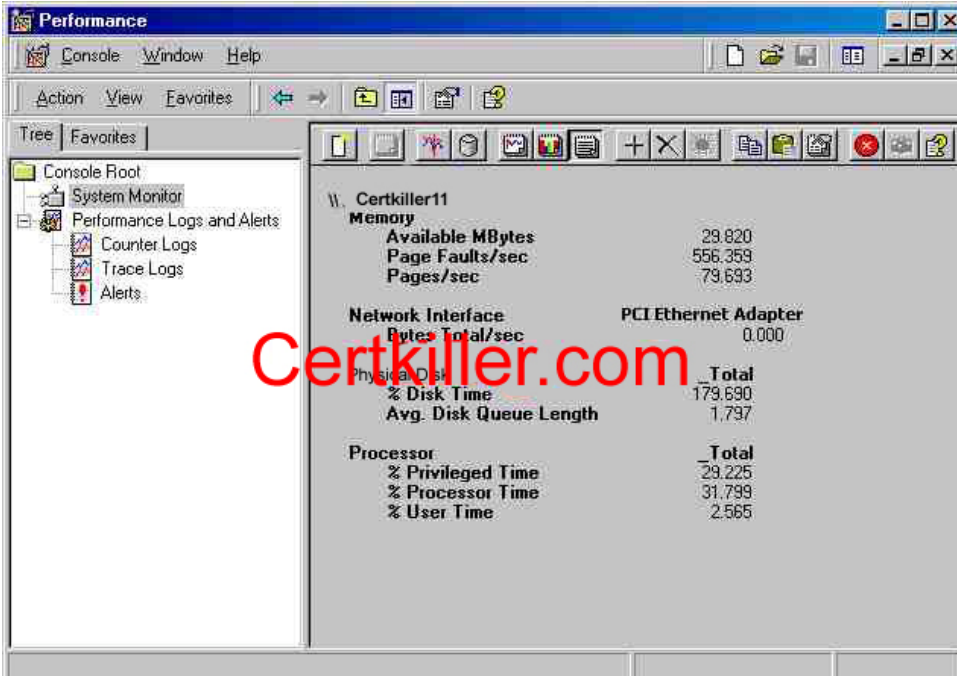 Performance
Console Window Help
Action View Favorites
Tree Favorites
Console Root
System Monitor
Performance Logs and Alerts
Counter Logs
Trace Logs
Alerts
\\. Certkiller11
Memory
Available MBytes 29.820
Page Faults/sec 556.359
Pages/sec 79.693
Network Interface PCI Ethernet Adapter
Bytes Total/sec 0.000
Certkiller.com
Physical Disk _Total
% Disk Time 179.690
Avg. Disk Queue Length 1.797
Processor _Total
% Privileged Time 29.225
% Processor Time 31.799
% User Time 2.565